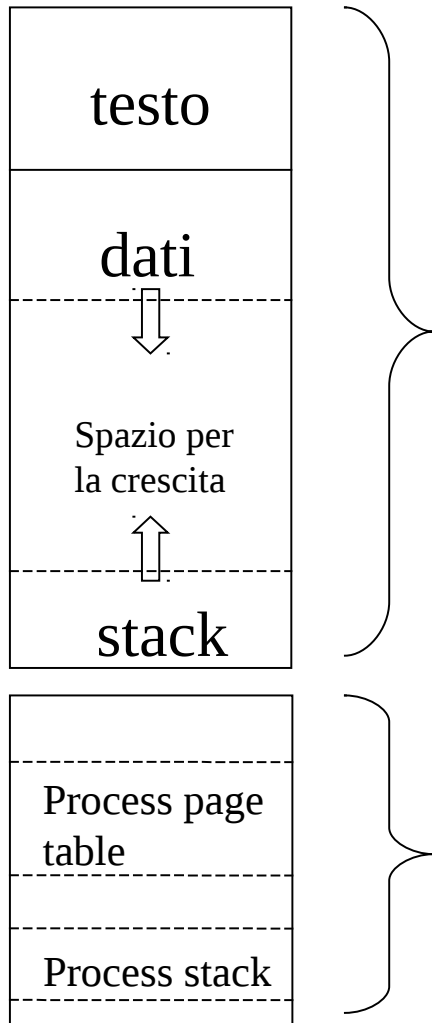 testo
dati
Spazio per
la crescita
stack
Process page
table
Process stack